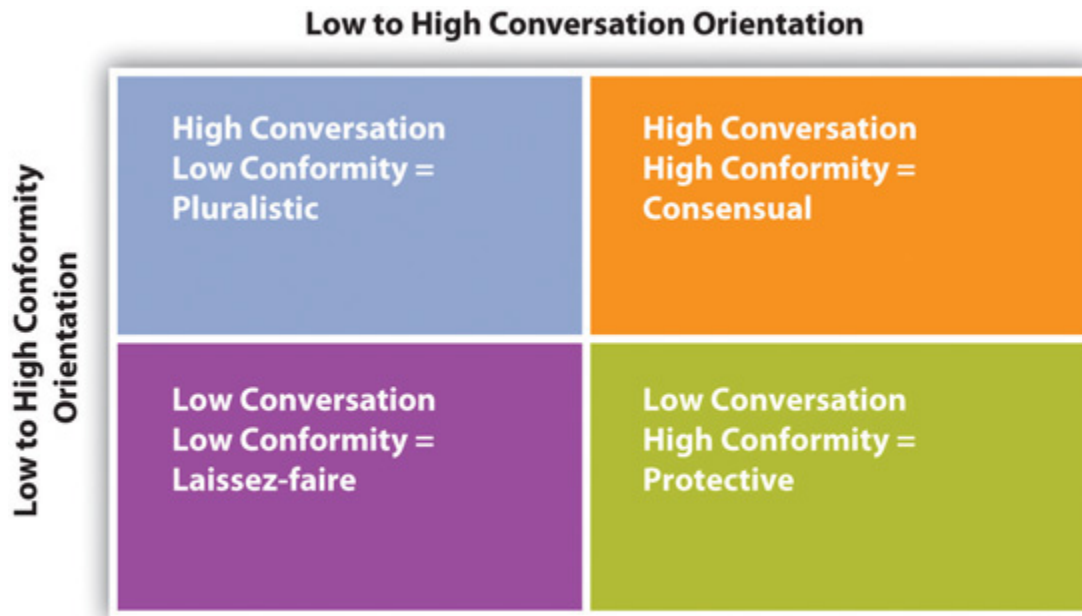 Low to High Conversation Orientation
Low to High Conformity
Orientation
High Conversation
Low Conformity =
Pluralistic
High Conversation
High Conformity =
Consensual
Low Conversation
Low Conformity =
Laissez-faire
Low Conversation
High Conformity =
Protective